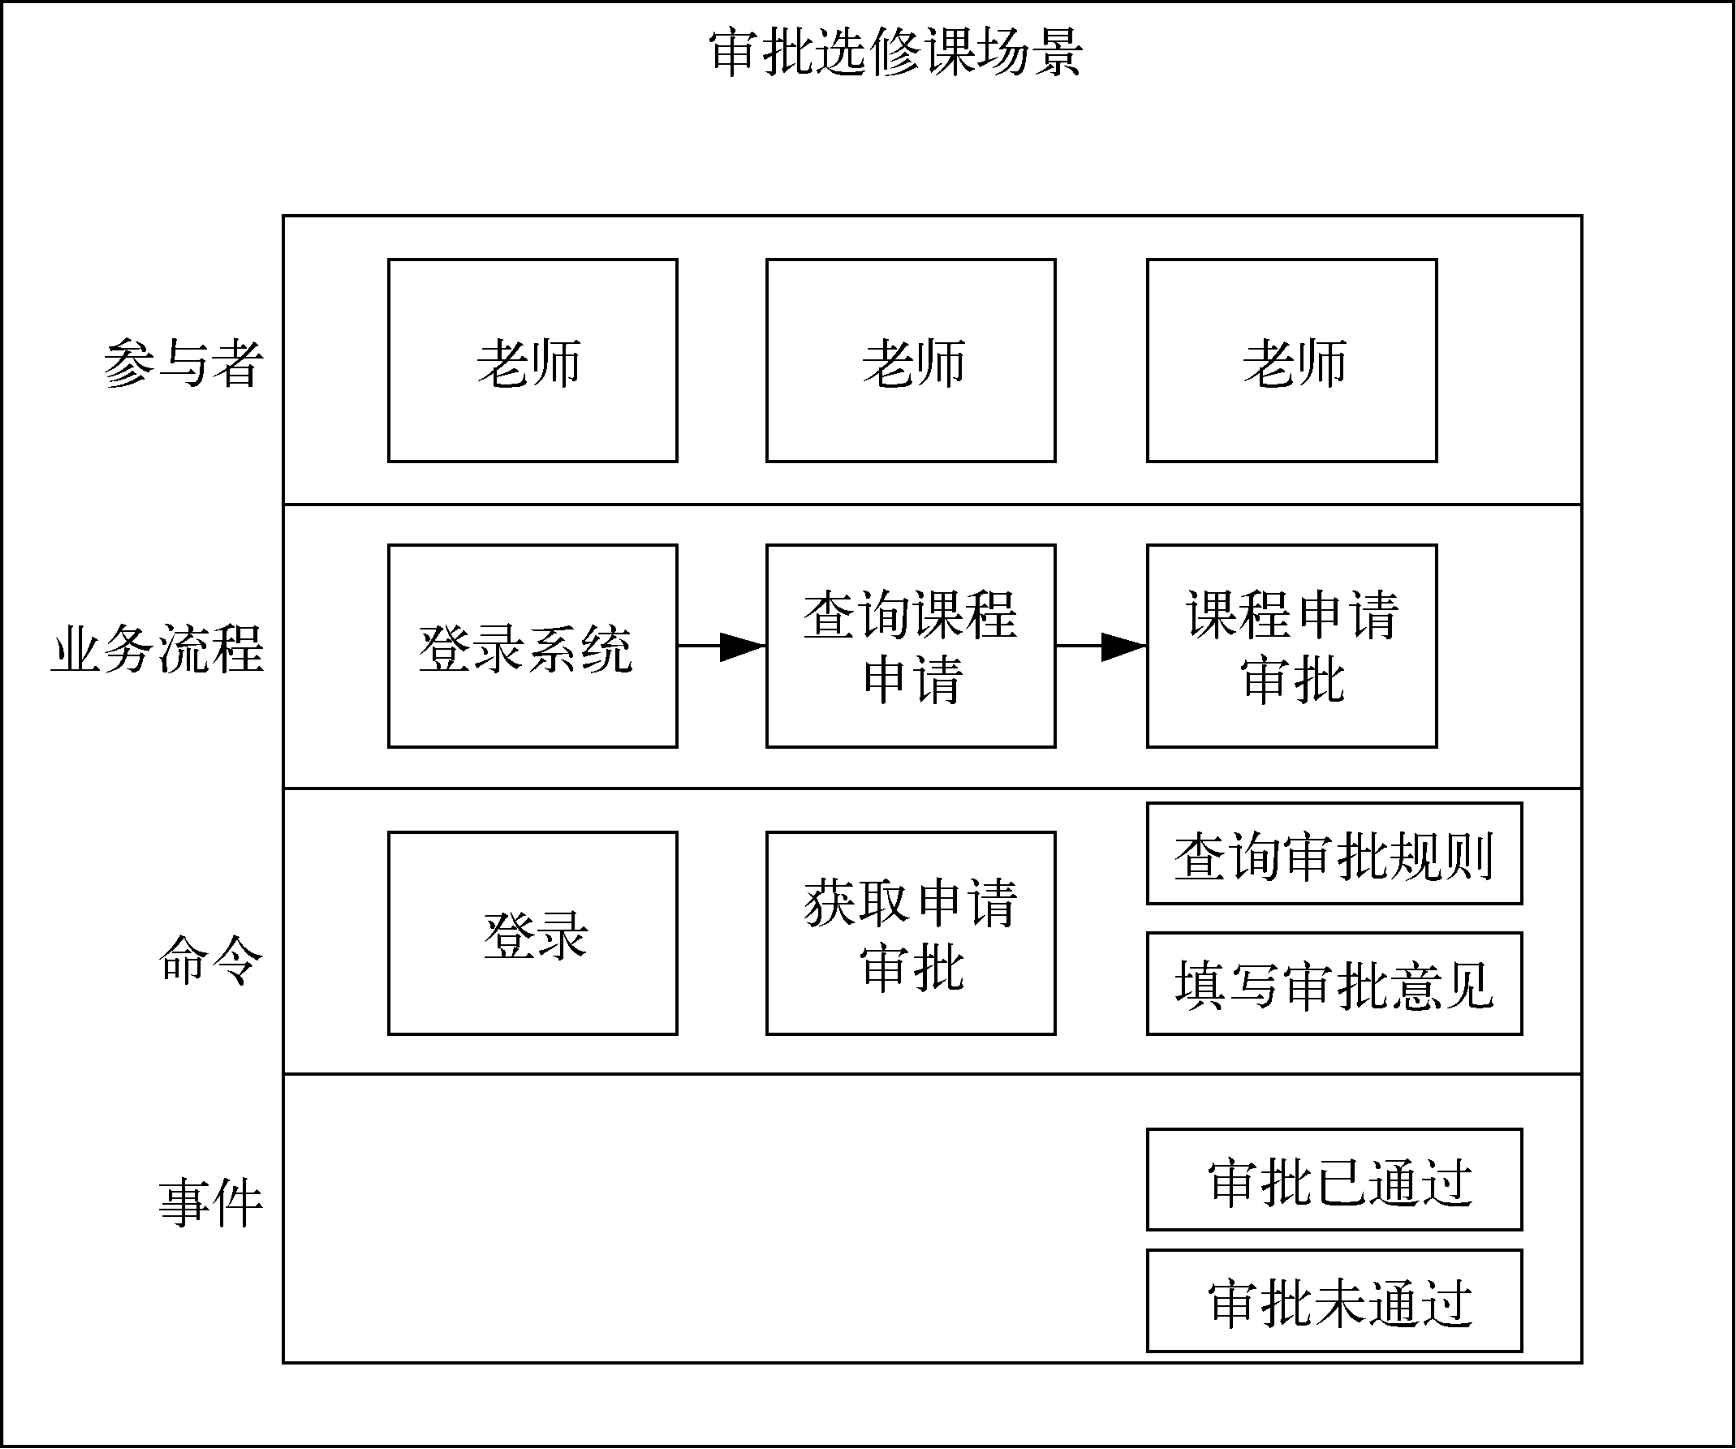 审批选修课场景
参与者
老师
老师
老师
业务流程
登录系统
查询课程
申请
课程申请
审批
命令
登录
获取申请
审批
查询审批规则
填写审批意见
事件
审批已通过
审批未通过